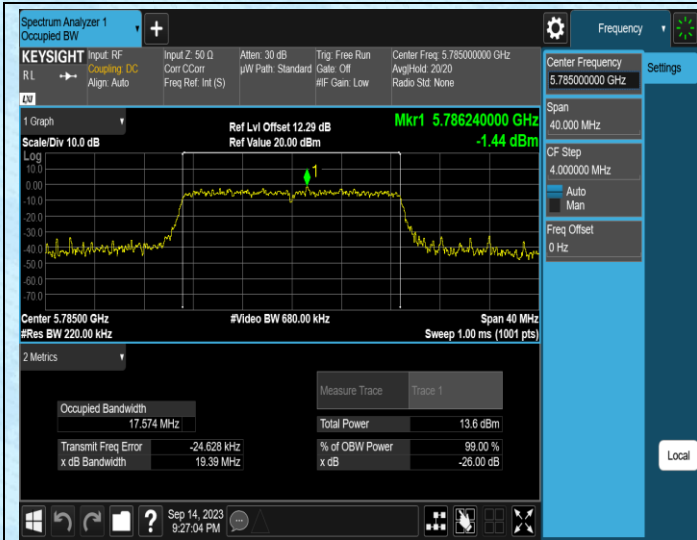 Spectrum Analyzer 1
Occupied BW
Frequency
KEYSIGHT
RL
LXI
Input: RF
Coupling: DC
Align: Auto
Input Z: 50 Ω
Corr CCorr
Freq Ref: Int (S)
Atten: 30 dB
µW Path: Standard
Trig: Free Run
Gate: Off
#IF Gain: Low
Center Freq: 5.785000000 GHz
Avg|Hold: 20/20
Radio Std: None
Center Frequency
5.785000000 GHz
Settings
Span
40.000 MHz
CF Step
4.000000 MHz
Auto
Man
Freq Offset
0 Hz
Local
1 Graph
Scale/Div 10.0 dB
Ref Lvl Offset 12.29 dB
Ref Value 20.00 dBm
Mkr1 5.786240000 GHz
-1.44 dBm
Log
10.0
0.00
-10.0
-20.0
-30.0
-40.0
-50.0
-60.0
-70.0
1
Center 5.78500 GHz
#Video BW 680.00 kHz
Span 40 MHz
#Res BW 220.00 kHz
Sweep 1.00 ms (1001 pts)
2 Metrics
Measure Trace
Trace 1
Occupied Bandwidth
17.574 MHz
Total Power
13.6 dBm
Transmit Freq Error
-24.628 kHz
% of OBW Power
99.00 %
x dB Bandwidth
19.39 MHz
x dB
-26.00 dB
?
Sep 14, 2023
9:27:04 PM